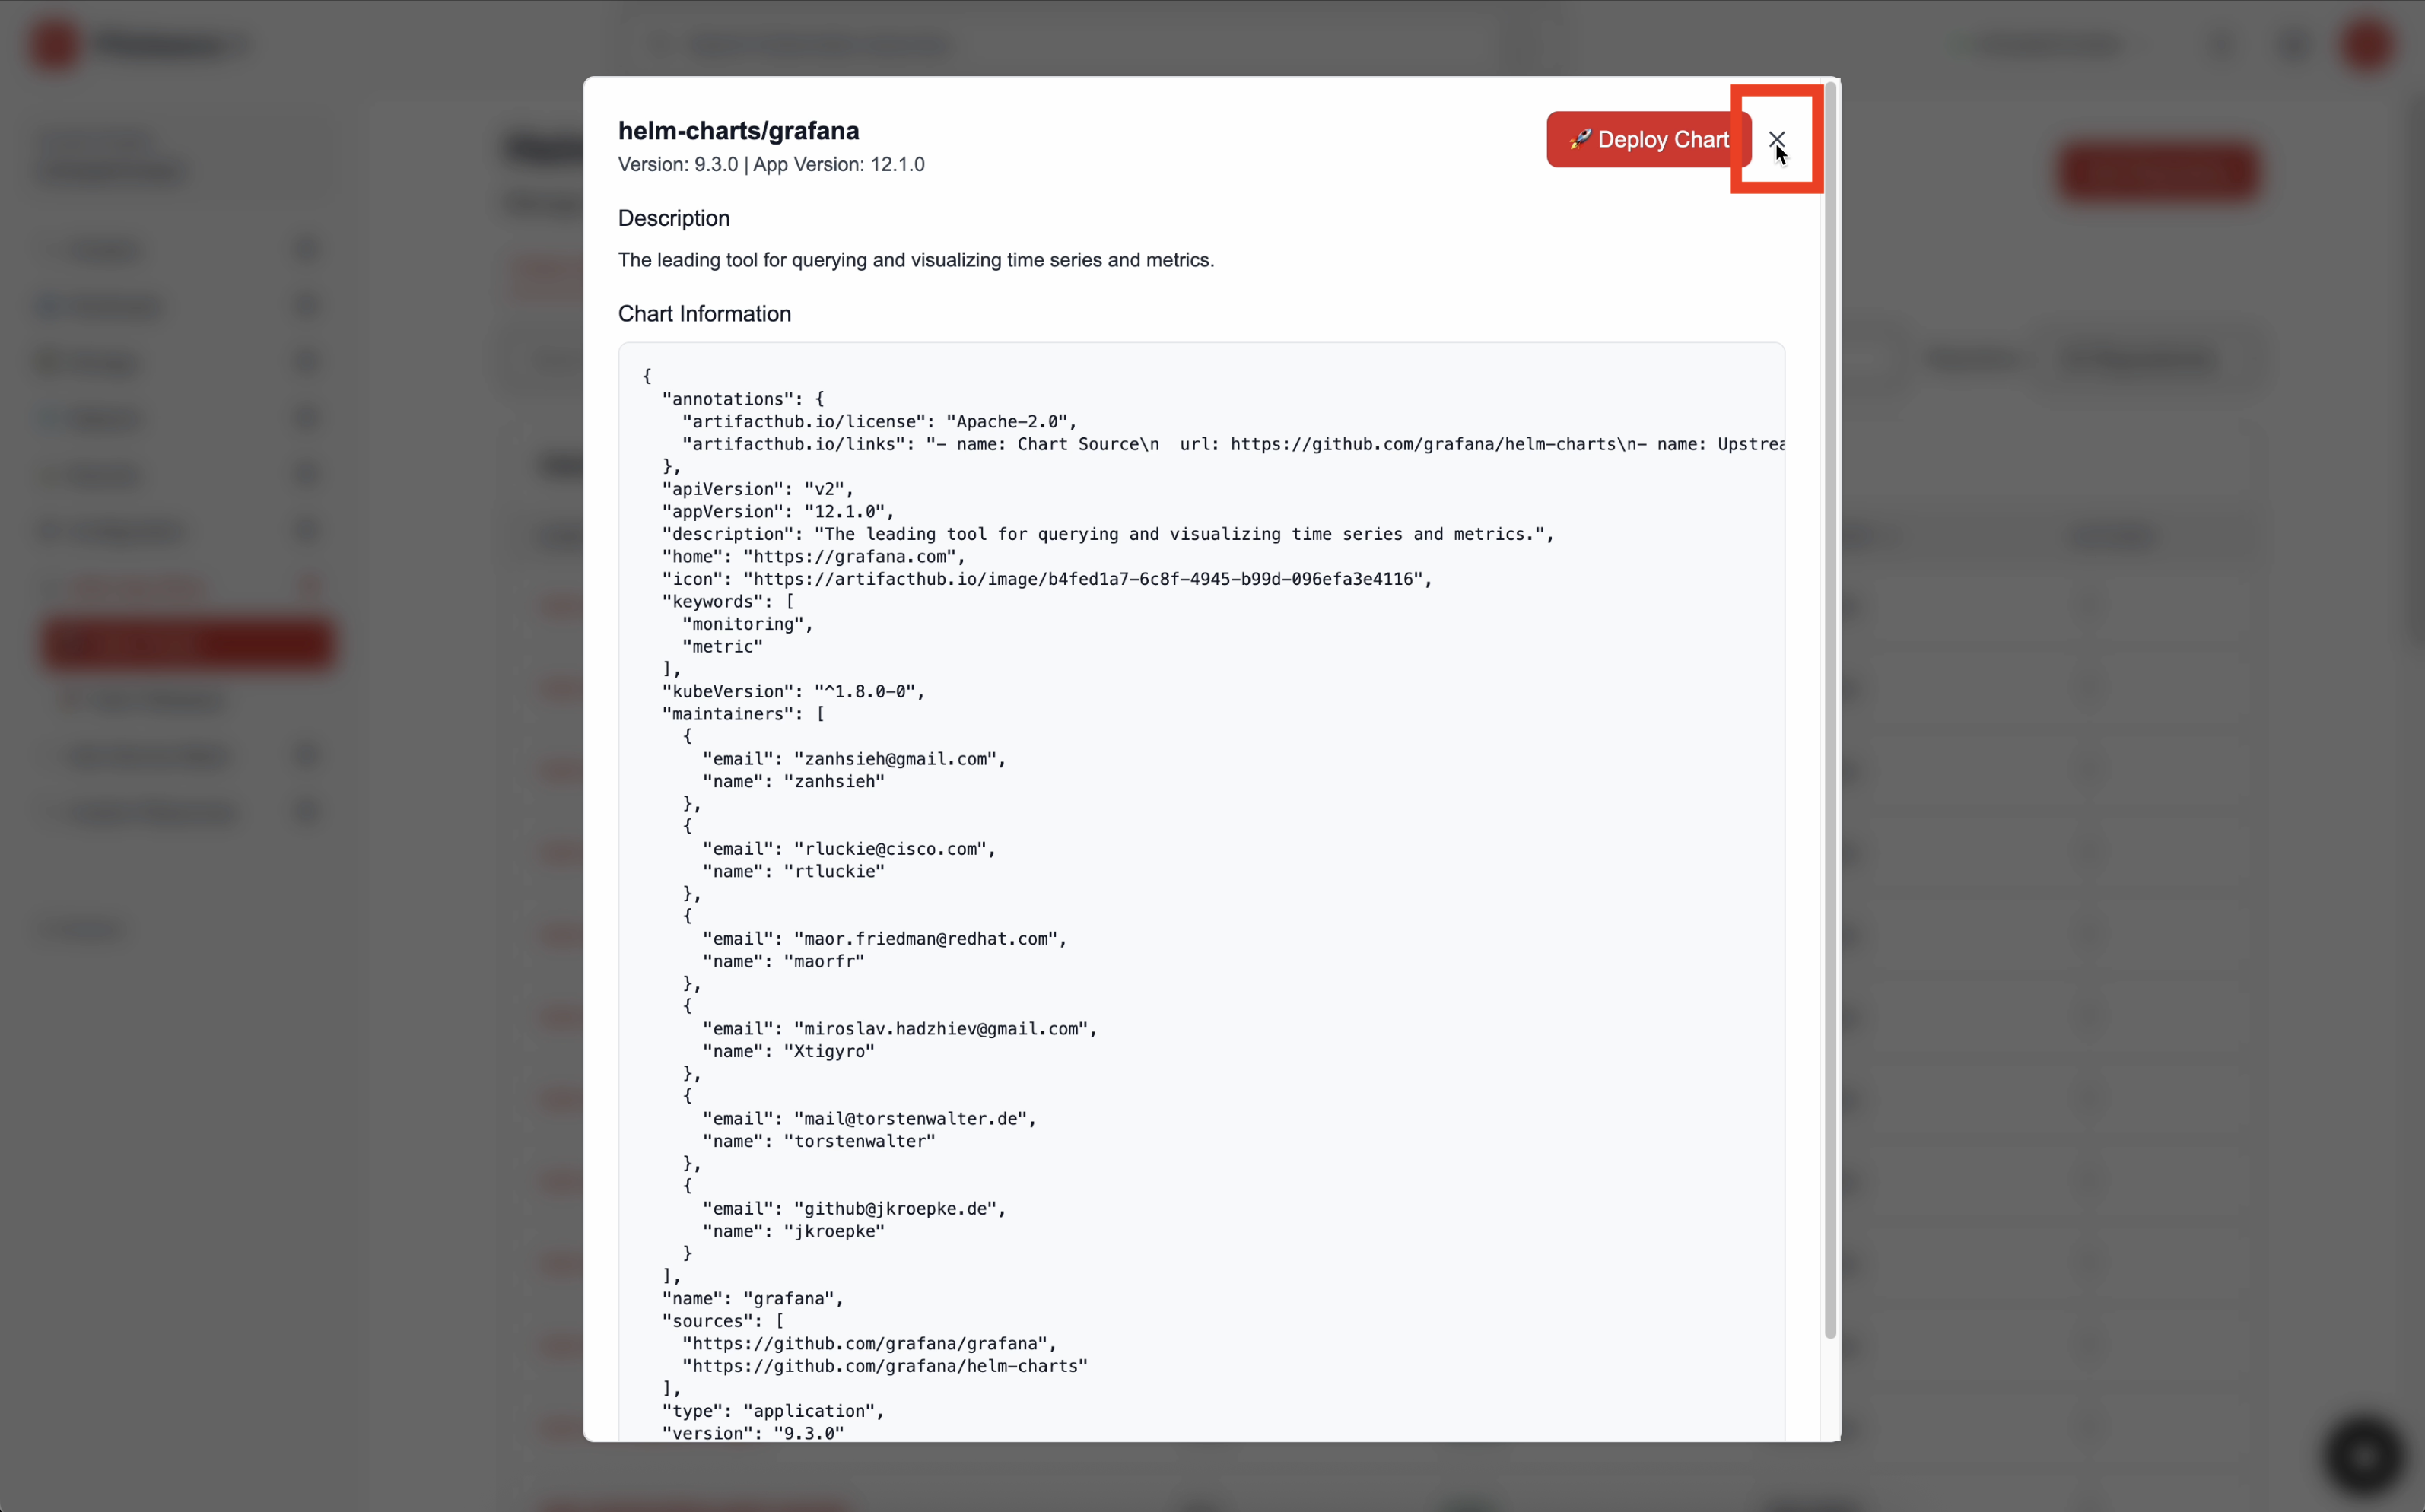 helm-charts/grafana
🚀 Deploy Chart
Version: 9.3.0 | App Version: 12.1.0
Description
The leading tool for querying and visualizing time series and metrics.
Chart Information
{
  "annotations": {
    "artifacthub.io/license": "Apache-2.0",
    "artifacthub.io/links": "- name: Chart Source\n  url: https://github.com/grafana/helm-charts\n- name: Upstrea
  },
  "apiVersion": "v2",
  "appVersion": "12.1.0",
  "description": "The leading tool for querying and visualizing time series and metrics.",
  "home": "https://grafana.com",
  "icon": "https://artifacthub.io/image/b4fed1a7-6c8f-4945-b99d-096efa3e4116",
  "keywords": [
    "monitoring",
    "metric"
  ],
  "kubeVersion": "^1.8.0-0",
  "maintainers": [
    {
      "email": "zanhsieh@gmail.com",
      "name": "zanhsieh"
    },
    {
      "email": "rluckie@cisco.com",
      "name": "rtluckie"
    },
    {
      "email": "maor.friedman@redhat.com",
      "name": "maorfr"
    },
    {
      "email": "miroslav.hadzhiev@gmail.com",
      "name": "Xtigyro"
    },
    {
      "email": "mail@torstenwalter.de",
      "name": "torstenwalter"
    },
    {
      "email": "github@jkroepke.de",
      "name": "jkroepke"
    }
  ],
  "name": "grafana",
  "sources": [
    "https://github.com/grafana/grafana",
    "https://github.com/grafana/helm-charts"
  ],
  "type": "application",
  "version": "9.3.0"